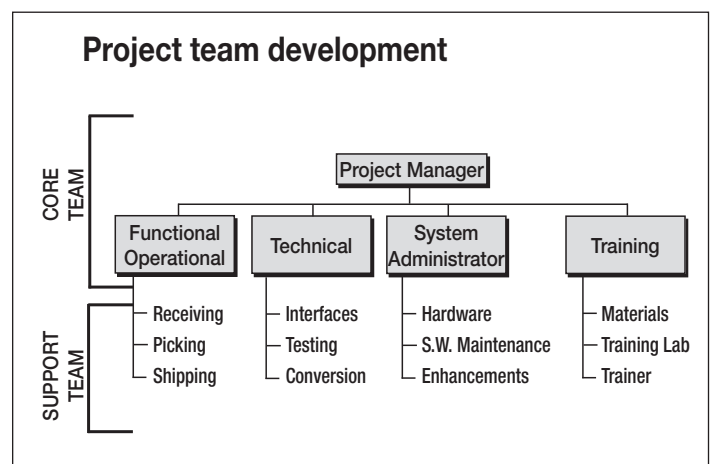 Project team development
CORE
TEAM
Project Manager
Functional
Operational
Technical
System
Administrator
Training
SUPPORT
TEAM
Receiving
Picking
Shipping
Interfaces
Testing
Conversion
Hardware
S.W. Maintenance
Enhancements
Materials
Training Lab
Trainer